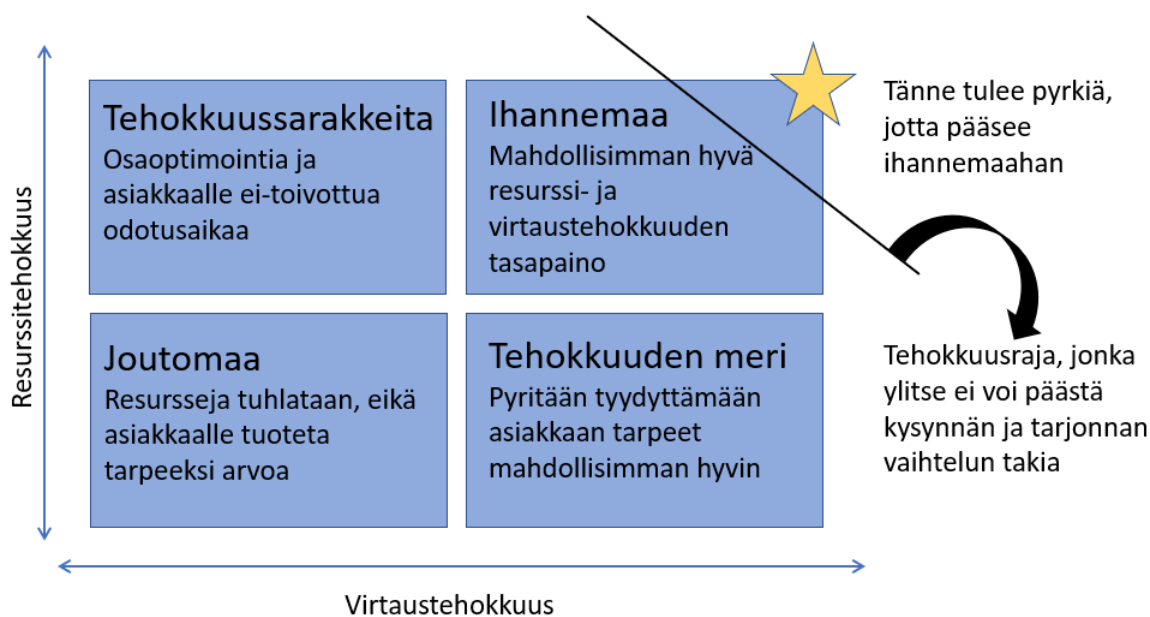 Resurssitehokkuus
Tehokkuussarakkeita
Osaoptimointia ja
asiakkaalle ei-toivottua
odotusaikaa
Ihannemaa
Mahdollisimman hyvä
resurssi- ja
virtaustehokkuuden
tasapaino
Tänne tulee pyrkiä,
jotta pääsee
ihannemaahan
Joutomaa
Resursseja tuhlataan, eikä
asiakkaalle tuoteta
tarpeeksi arvoa
Tehokkuuden meri
Pyritään tyydyttämään
asiakkaan tarpeet
mahdollisimman hyvin
Tehokkuusraja, jonka
ylitse ei voi päästä
kysynnän ja tarjonnan
vaihtelun takia
Virtaustehokkuus